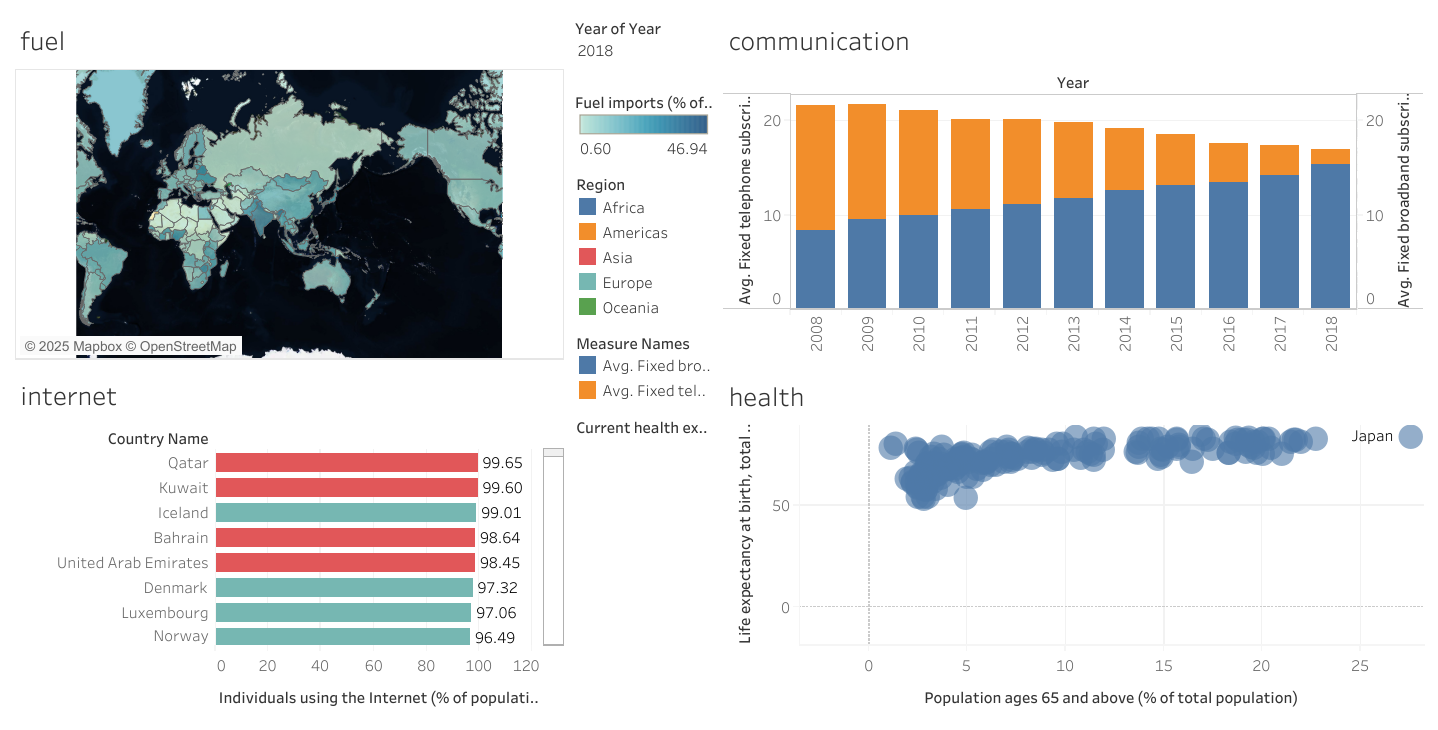 fuel
© 2025 Mapbox © OpenStreetMap
Year of Year
2018
Fuel imports (% of..
0.60 46.94
Region
Africa
Americas
Asia
Europe
Oceania
Measure Names
Avg. Fixed bro..
Avg. Fixed tel..
Current health ex..
communication
Year
Avg. Fixed telephone subscri..
20
10
0
20
10
0
Avg. Fixed broadband subscri..
2008 2009 2010 2011 2012 2013 2014 2015 2016 2017 2018
internet
Country Name
Qatar 99.65
Kuwait 99.60
Iceland 99.01
Bahrain 98.64
United Arab Emirates 98.45
Denmark 97.32
Luxembourg 97.06
Norway 96.49
0 20 40 60 80 100 120
Individuals using the Internet (% of populati..
health
Life expectancy at birth, total ..
50
0
Japan
0 5 10 15 20 25
Population ages 65 and above (% of total population)